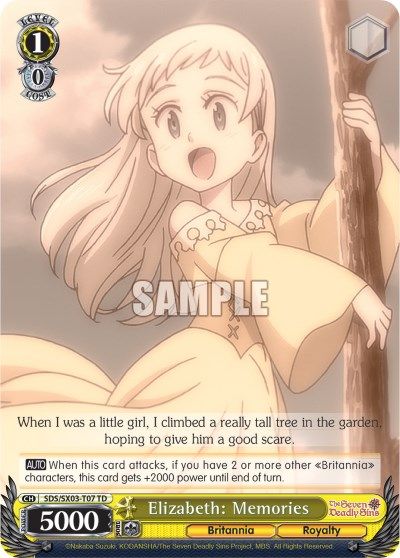 LEVEL
1
0
COST
SAMPLE
When I was a little girl, I climbed a really tall tree in the garden,
hoping to give him a good scare.
AUTO When this card attacks, if you have 2 or more other «Britannia»
characters, this card gets +2000 power until end of turn.
CH SDS/SX03-T07 TD
POWER 5000 SOUL
Elizabeth: Memories
The Seven Deadly Sins
Britannia Royalty
©Nakaba Suzuki, KODANSHA/The Seven Deadly Sins Project, MBS. All Rights Reserved.